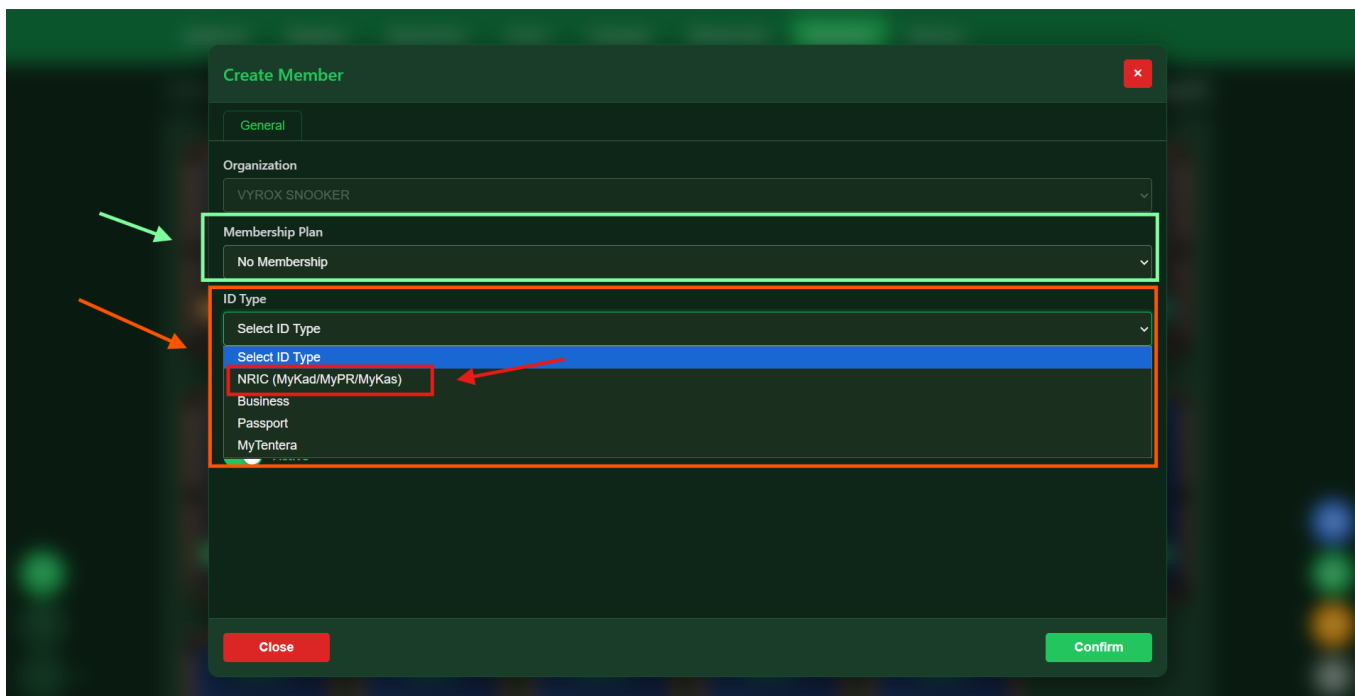 Create Member
×
General
Organization
VYROX SNOOKER
Membership Plan
No Membership
ID Type
Select ID Type
Select ID Type
NRIC (MyKad/MyPR/MyKas)
Business
Passport
MyTentera
Close
Confirm